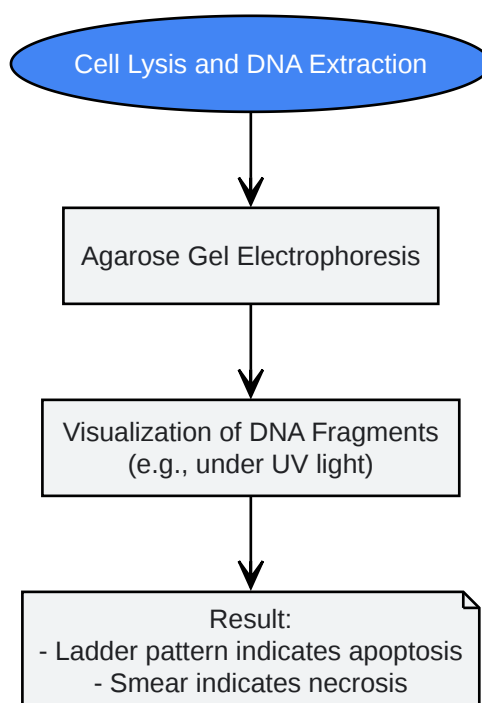 Cell Lysis and DNA Extraction
Agarose Gel Electrophoresis
Visualization of DNA Fragments
(e.g., under UV light)
Result:
- Ladder pattern indicates apoptosis
- Smear indicates necrosis